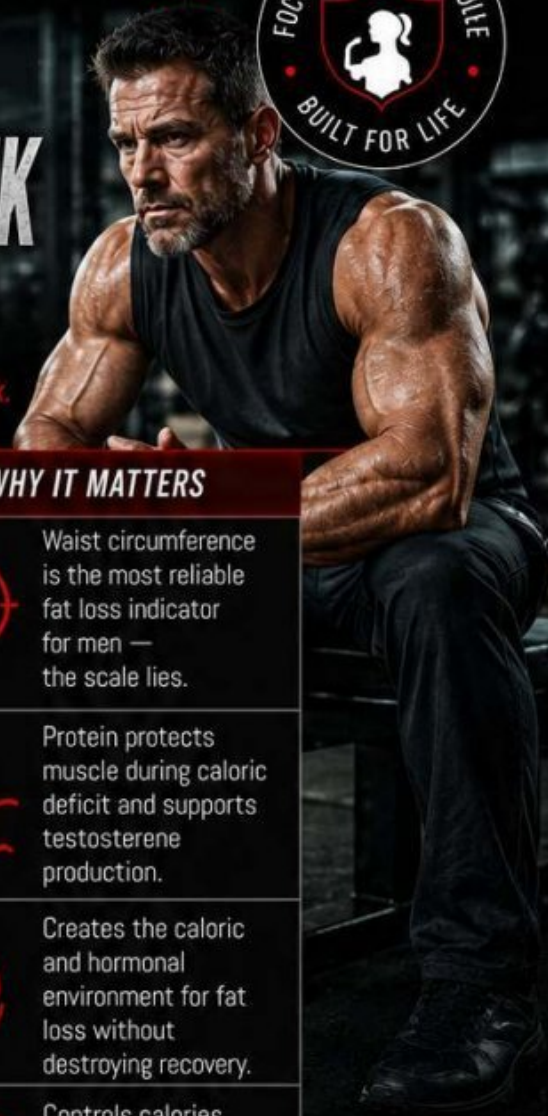 FOC
OLFE
BUILT FOR LIFE
K
WHY IT MATTERS
Waist circumference
is the most reliable
fat loss indicator
for men —
the scale lies.
Protein protects
muscle during caloric
deficit and supports
testosterene
production.
Creates the caloric
and hormonal
environment for fat
loss without
destroying recovery.
Controls calories